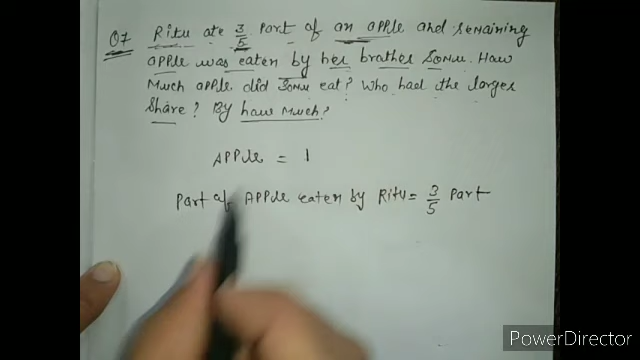 Q7 Ritu ate 3/5 part of an apple and remaining
apple was eaten by her brother Sonu. How
Much apple did Sonu eat? Who had the larger
Share? By how Much?
Apple = 1
Part of Apple eaten by Ritu = 3/5 Part
PowerDirector